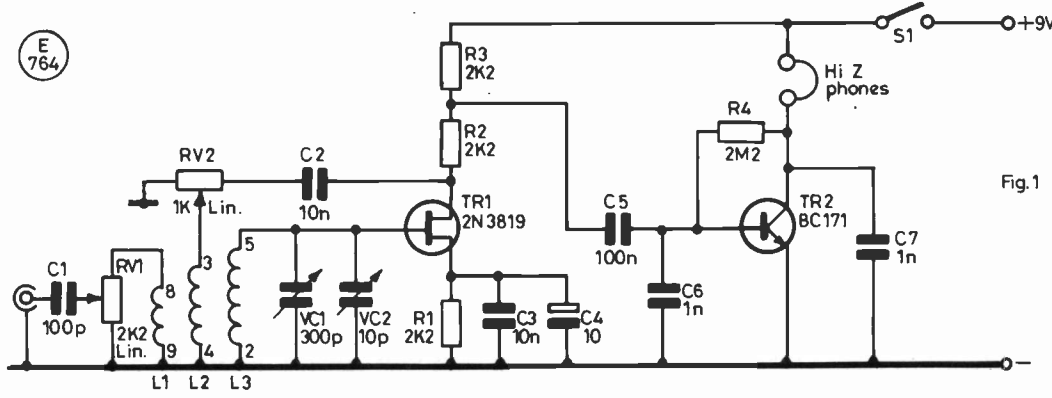 E
764
S1
+9V
R3
2K2
Hi Z
phones
R4
2M2
R2
2K2
RV2
1K Lin.
C2
10n
TR1
2N3819
C5
100n
TR2
BC171
Fig.1
C7
1n
C6
1n
5
3
8
C1
100p
RV1
2K2
Lin.
VC1
300p
VC2
10p
R1
2K2
C3
10n
C4
10
9
4
2
L1
L2
L3
-